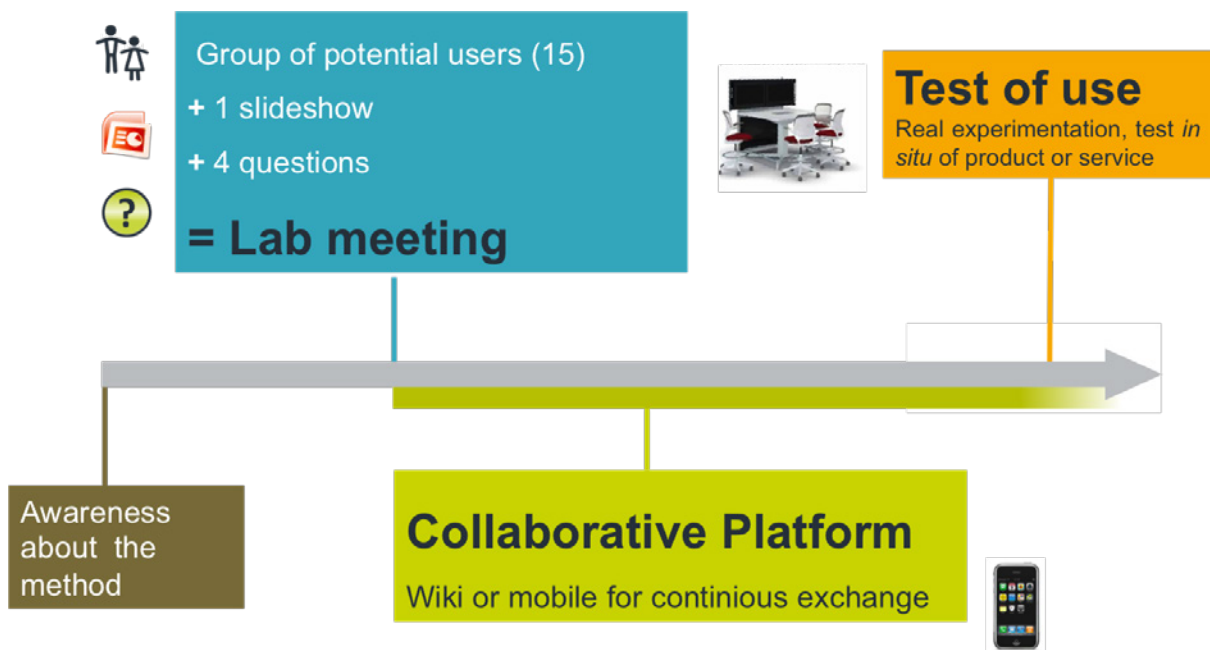 Group of potential users (15)
+ 1 slideshow
+ 4 questions
= Lab meeting
?
Test of use
Real experimentation, test in
situ of product or service
Awareness
about the
method
Collaborative Platform
Wiki or mobile for continious exchange